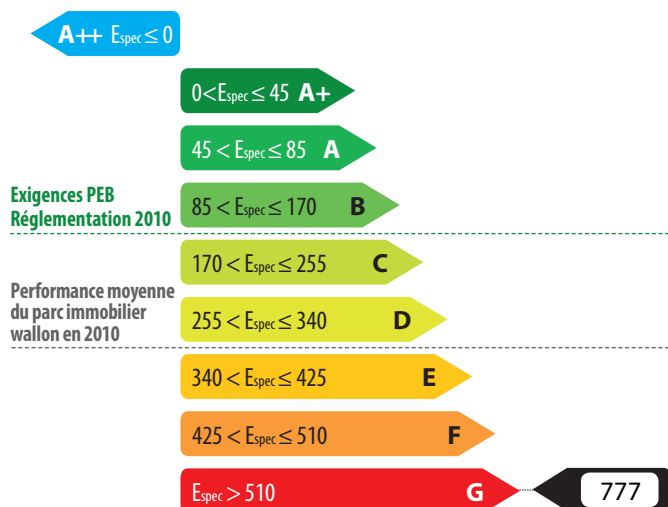 A++ Espec ≤ 0
0<Espec ≤ 45 A+
45 < Espec ≤ 85 A
Exigences PEB
Réglementation 2010
85 < Espec ≤ 170 B
170 < Espec ≤ 255 C
Performance moyenne
du parc immobilier
wallon en 2010
255 < Espec ≤ 340 D
340 < Espec ≤ 425 E
425 < Espec ≤ 510 F
Espec > 510 G 777